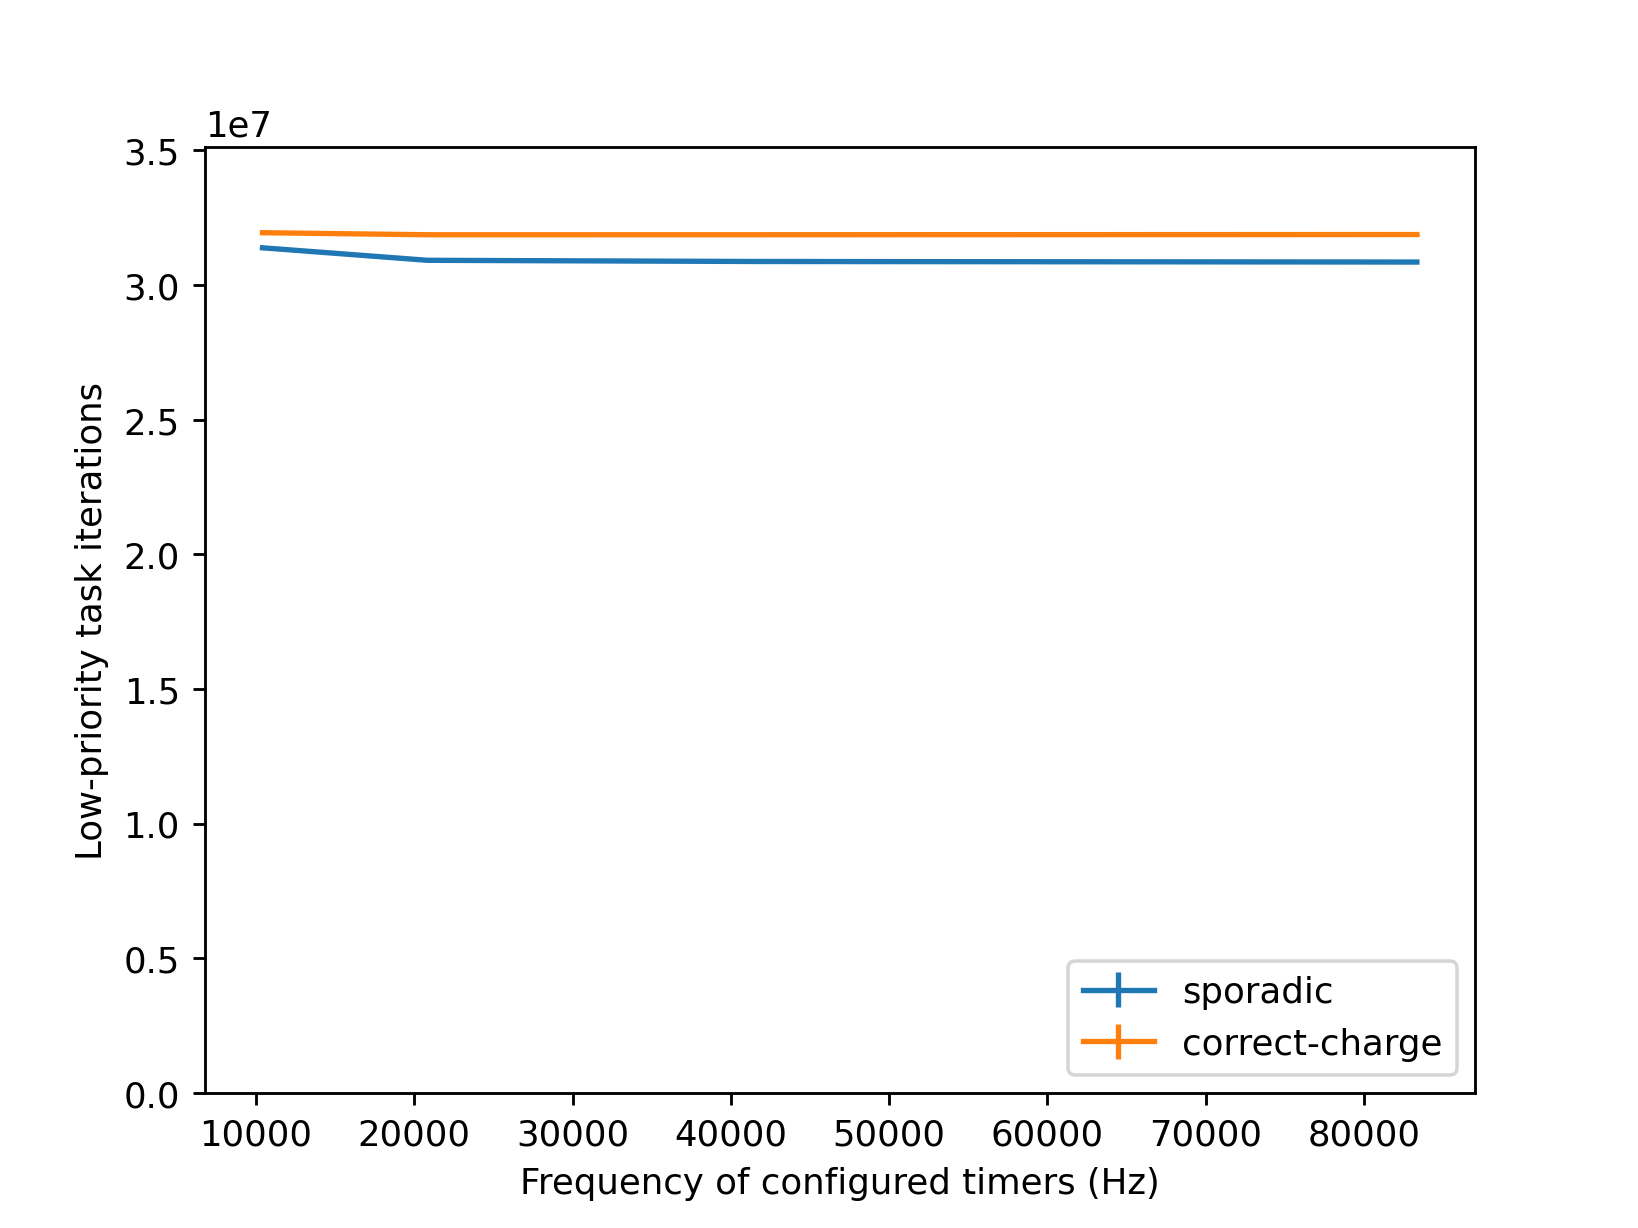 1e7
3.5
3.0
2.5
2.0
1.5
1.0
0.5
0.0
Low-priority task iterations
sporadic
correct-charge
10000 20000 30000 40000 50000 60000 70000 80000
Frequency of configured timers (Hz)